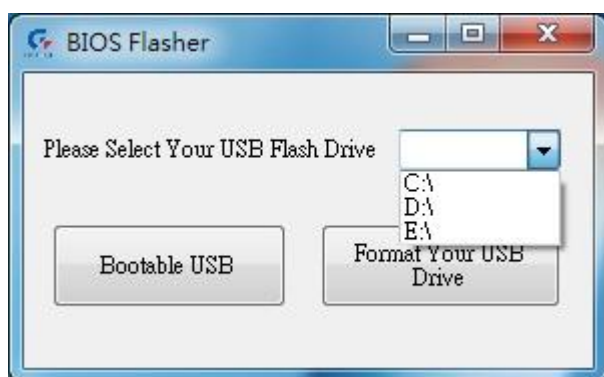 BIOS Flasher
Please Select Your USB Flash Drive
C:\
D:\
E:\
Bootable USB
Format Your USB
Drive